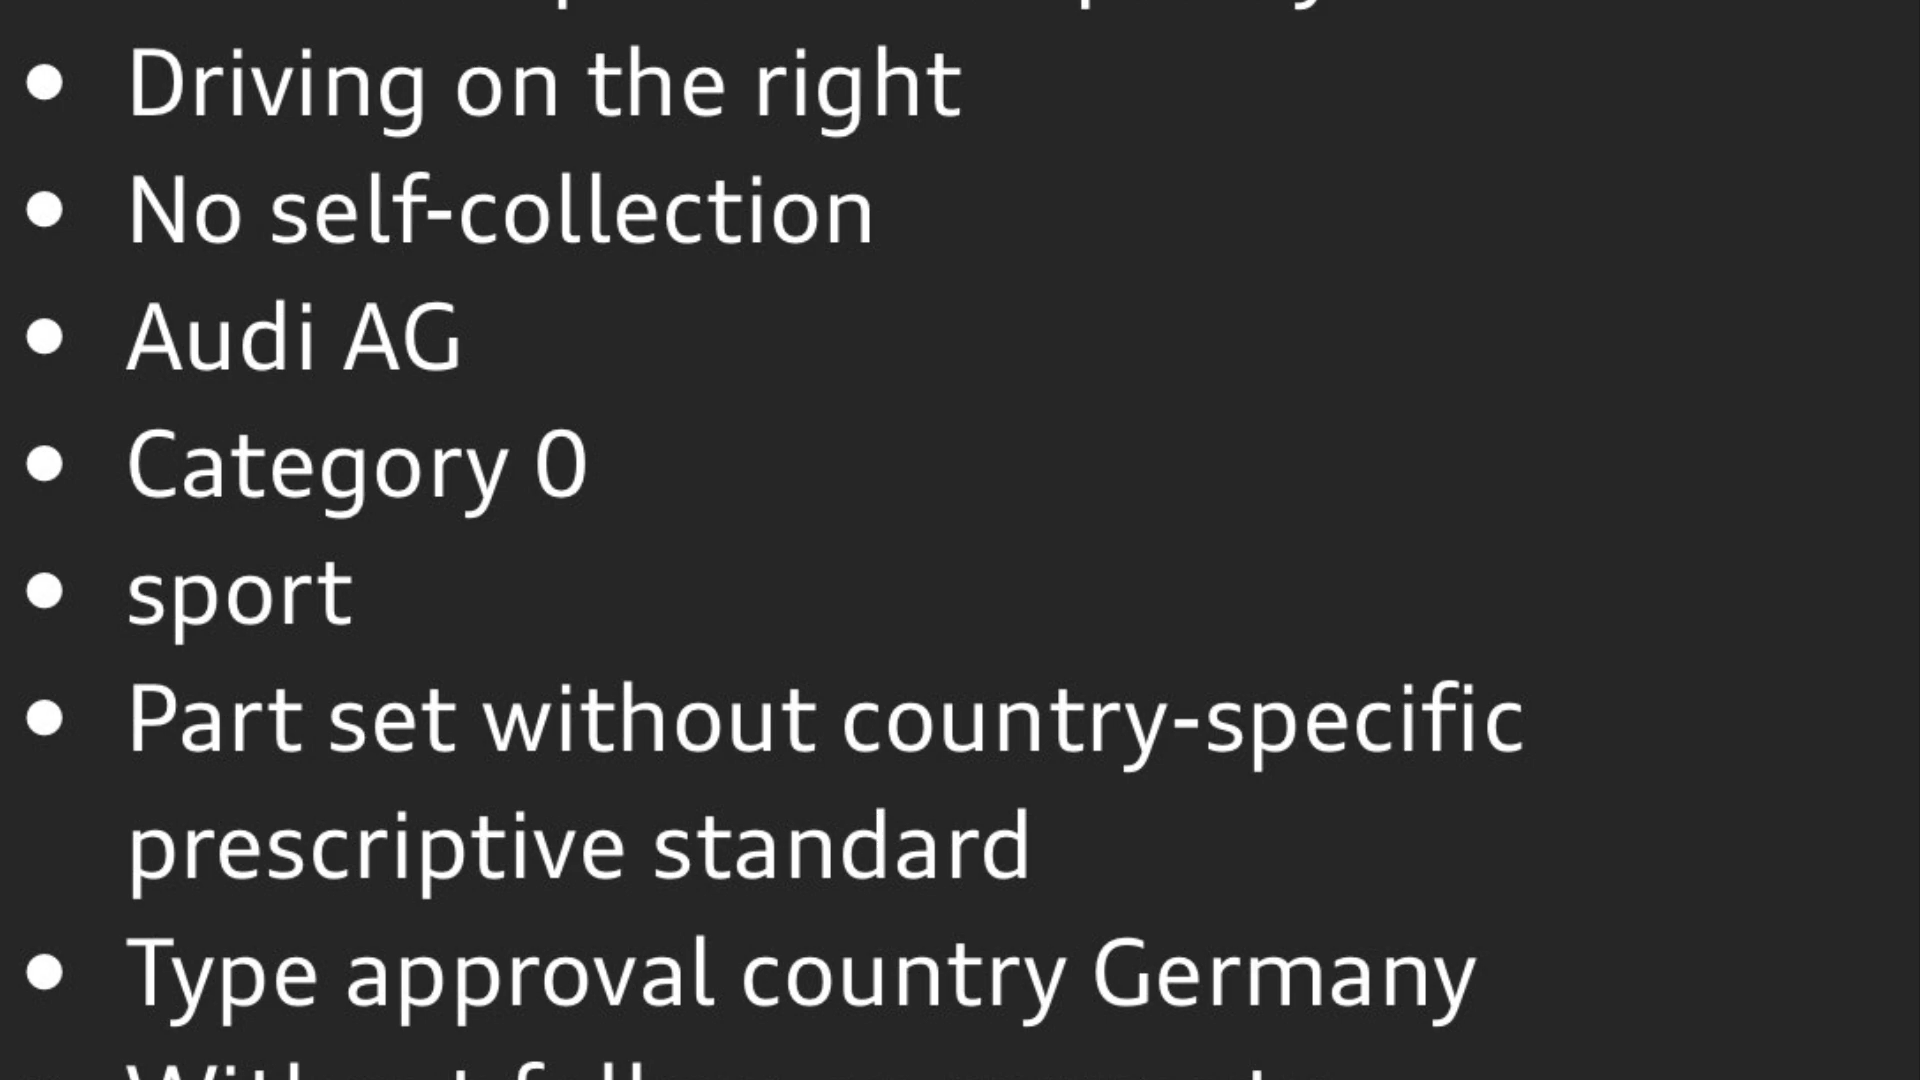 • Driving on the right
• No self-collection
• Audi AG
• Category 0
• sport
• Part set without country-specific
prescriptive standard
• Type approval country Germany